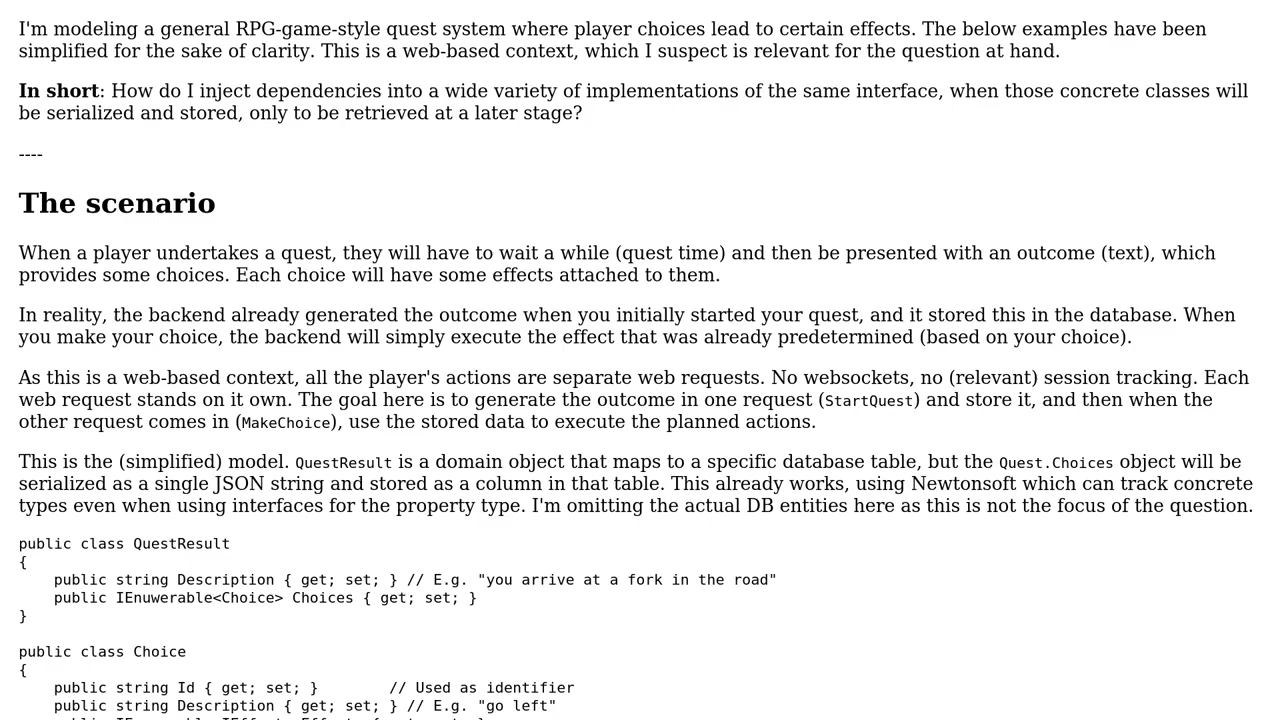 I'm modeling a general RPG-game-style quest system where player choices lead to certain effects. The below examples have been
simplified for the sake of clarity. This is a web-based context, which I suspect is relevant for the question at hand.
In short: How do I inject dependencies into a wide variety of implementations of the same interface, when those concrete classes will
be serialized and stored, only to be retrieved at a later stage?
----
The scenario
When a player undertakes a quest, they will have to wait a while (quest time) and then be presented with an outcome (text), which
provides some choices. Each choice will have some effects attached to them.
In reality, the backend already generated the outcome when you initially started your quest, and it stored this in the database. When
you make your choice, the backend will simply execute the effect that was already predetermined (based on your choice).
As this is a web-based context, all the player's actions are separate web requests. No websockets, no (relevant) session tracking. Each
web request stands on it own. The goal here is to generate the outcome in one request (StartQuest) and store it, and then when the
other request comes in (MakeChoice), use the stored data to execute the planned actions.
This is the (simplified) model. QuestResult is a domain object that maps to a specific database table, but the Quest.Choices object will be
serialized as a single JSON string and stored as a column in that table. This already works, using Newtonsoft which can track concrete
types even when using interfaces for the property type. I'm omitting the actual DB entities here as this is not the focus of the question.
public class QuestResult
{
    public string Description { get; set; } // E.g. "you arrive at a fork in the road"
    public IEnuwerable<Choice> Choices { get; set; }
}
public class Choice
{
    public string Id { get; set; }        // Used as identifier
    public string Description { get; set; } // E.g. "go left"